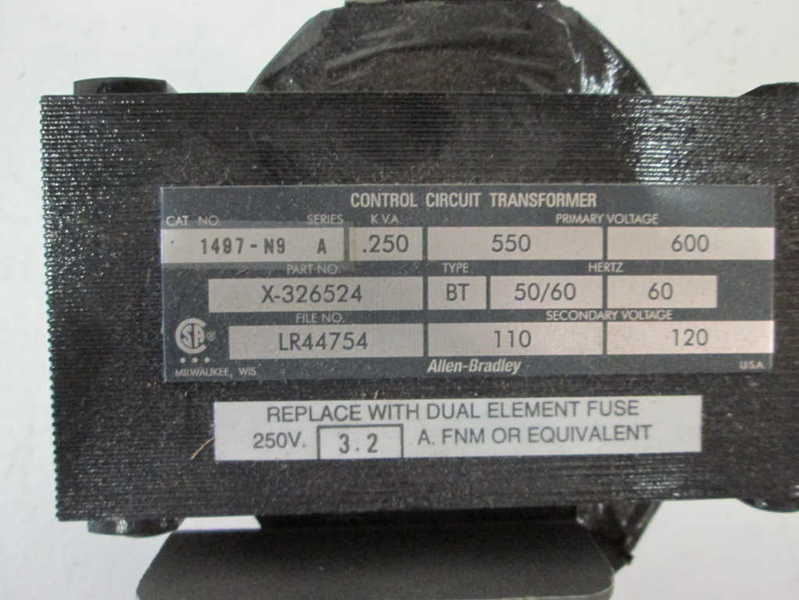 CONTROL CIRCUIT TRANSFORMER
CAT. NO. SERIES K.V.A. PRIMARY VOLTAGE
1497-N9 A .250 550 600
PART NO. TYPE HERTZ
X-326524 BT 50/60 60
FILE NO. SECONDARY VOLTAGE
SA ® LR44754 110 120
MILWAUKEE, WIS. Allen-Bradley U.S.A.
REPLACE WITH DUAL ELEMENT FUSE
250V. 3.2 A. FNM OR EQUIVALENT